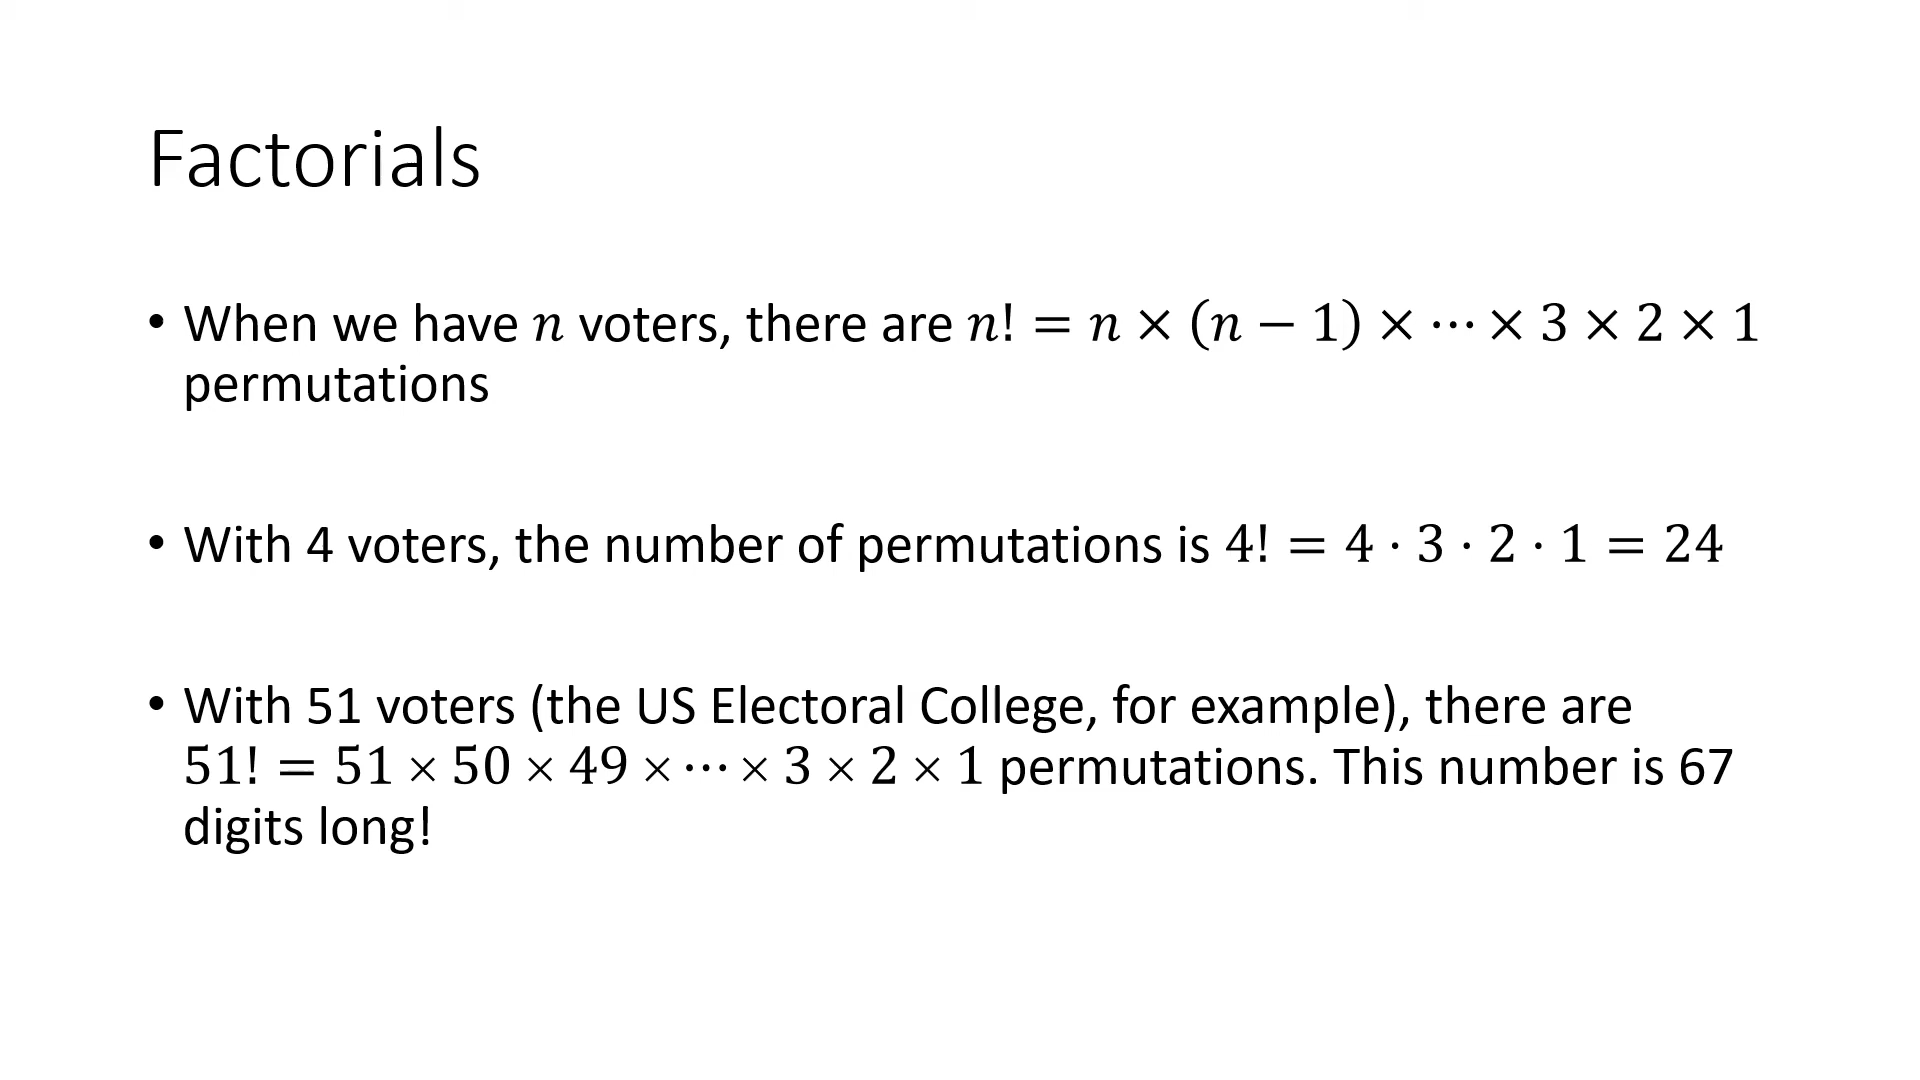 Factorials
• When we have 𝑛 voters, there are 𝑛! = 𝑛 × (𝑛 − 1) × ⋯ × 3 × 2 × 1
permutations
• With 4 voters, the number of permutations is 4! = 4 · 3 · 2 · 1 = 24
• With 51 voters (the US Electoral College, for example), there are
51! = 51 × 50 × 49 × ⋯ × 3 × 2 × 1 permutations. This number is 67
digits long!